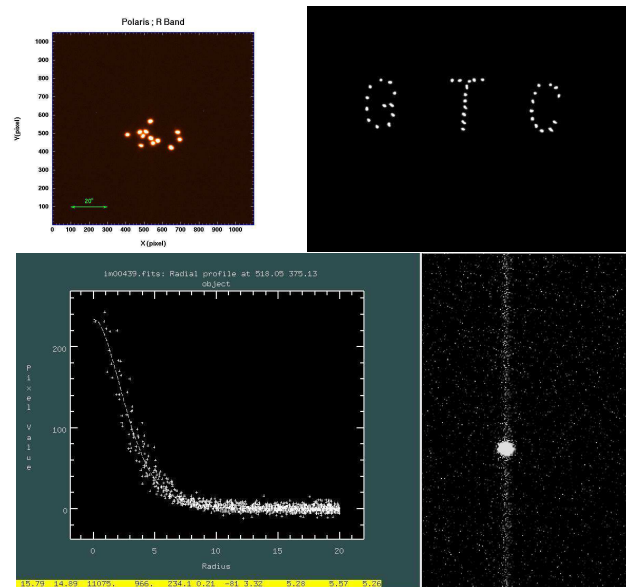 Polaris ; R Band
1000
900
800
700
600
500
400
300
200
100
Y(pixel)
20"
0 100 200 300 400 500 600 700 800 900 1000
X (pixel)
G T C
im00439.fits: Radial profile at 518.05 375.13
object
200
100
0
Pixel Value
0 5 10 15 20
Radius
15.79 14.89 11075. 966. 234.1 0.21 -81 3.32 5.28 5.57 5.26